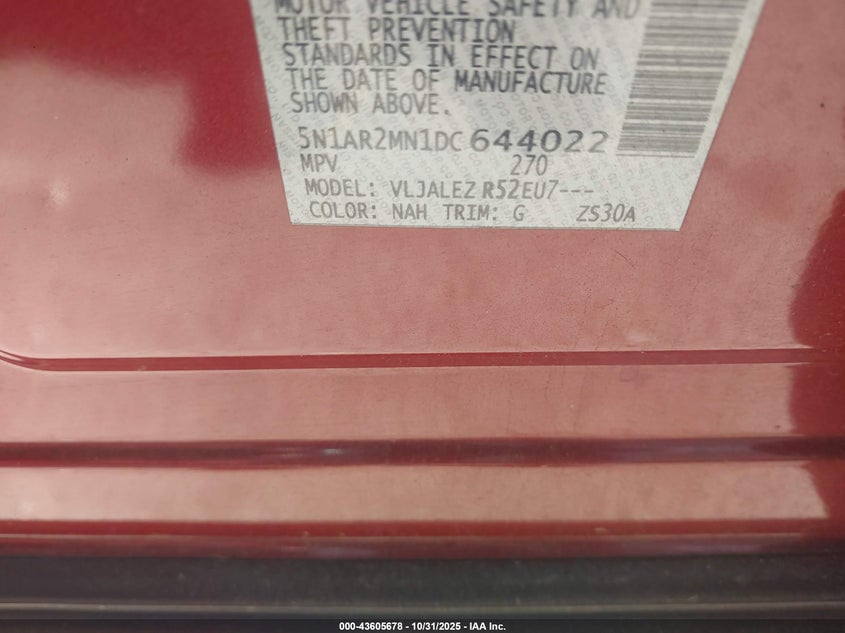 MOTOR VEHICLE SAFETY AND
THEFT PREVENTION
STANDARDS IN EFFECT ON
THE DATE OF MANUFACTURE
SHOWN ABOVE.
5N1AR2MN1DC644022
MPV 270
MODEL: VLJALEZ R52EU7---
COLOR: NAH TRIM: G ZS30A
000-43605678 | 10/31/2025 - IAA Inc.